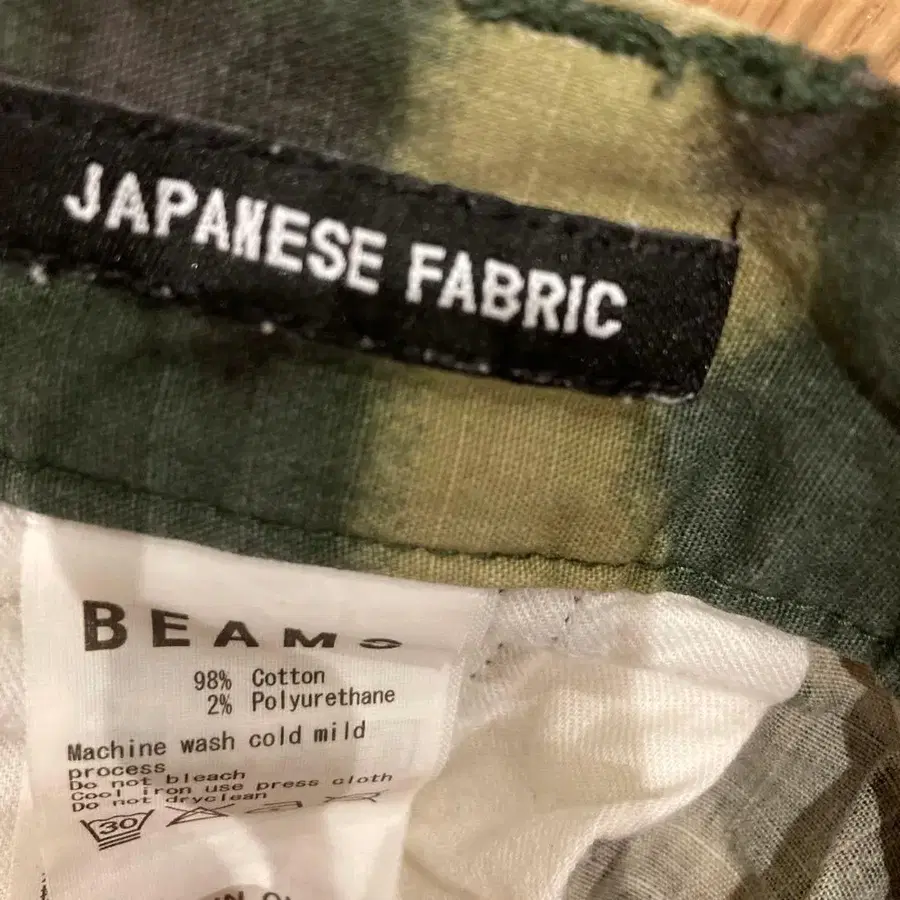 JAPANESE FABRIC
BEAMS
98% Cotton
2% Polyurethane
Machine wash cold mild
process
Do not bleach
Cool iron use press cloth
Do not dryclean
30